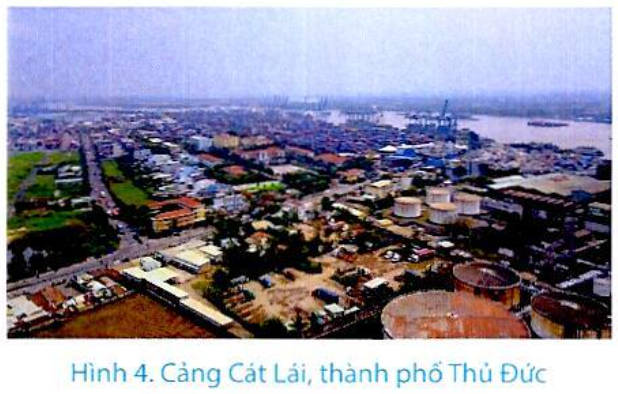 Hình 4. Cảng Cát Lái, thành phố Thủ Đức